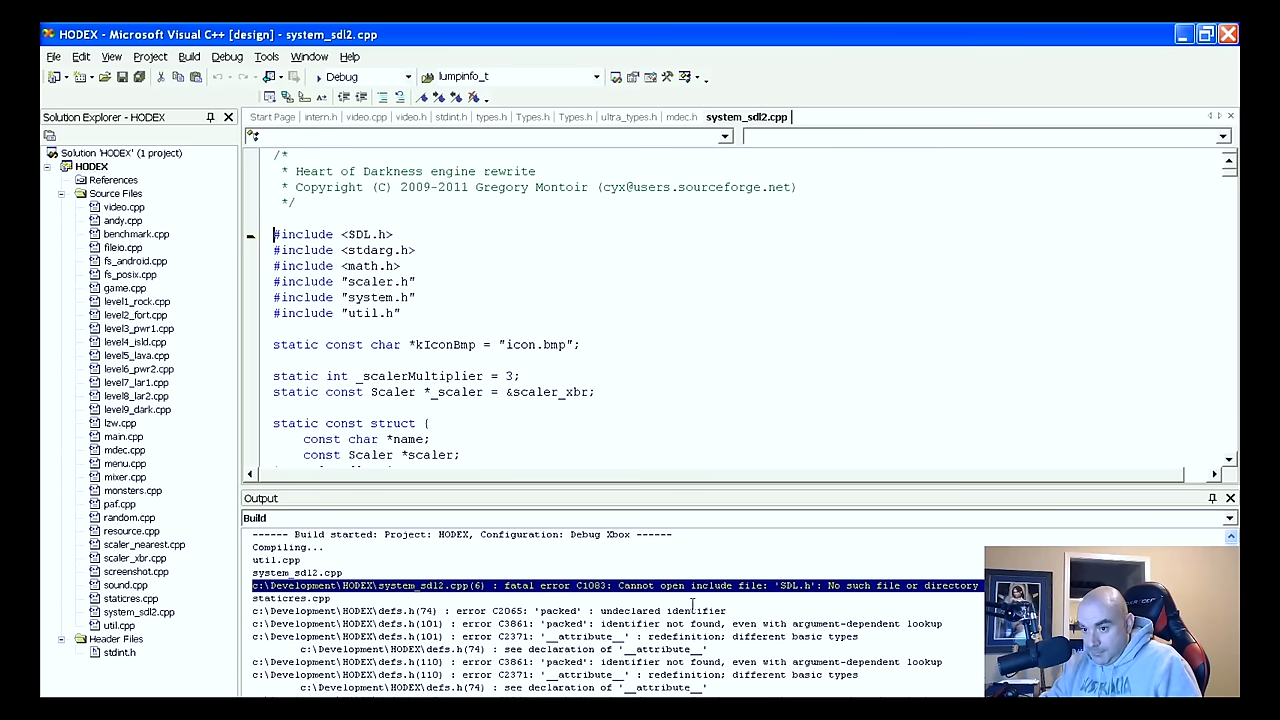 HODEX - Microsoft Visual C++ [design] - system_sdl2.cpp
File Edit View Project Build Debug Tools Window Help
Debug lumpinfo_t
Solution Explorer - HODEX
Start Page intern.h video.cpp video.h stdint.h types.h Types.h Types.h ultra_types.h mdec.h system_sdl2.cpp
Solution 'HODEX' (1 project)
HODEX
References
Source Files
video.cpp
andy.cpp
benchmark.cpp
fileio.cpp
fs_android.cpp
fs_posix.cpp
game.cpp
level1_rock.cpp
level2_fort.cpp
level3_pwr1.cpp
level4_isld.cpp
level5_lava.cpp
level6_pwr2.cpp
level7_lar1.cpp
level8_lar2.cpp
level9_dark.cpp
lzw.cpp
main.cpp
mdec.cpp
menu.cpp
mixer.cpp
monsters.cpp
paf.cpp
random.cpp
resource.cpp
scaler_nearest.cpp
scaler_xbr.cpp
screenshot.cpp
sound.cpp
staticres.cpp
system_sdl2.cpp
util.cpp
Header Files
stdint.h
/*
* Heart of Darkness engine rewrite
* Copyright (C) 2009-2011 Gregory Montoir (cyx@users.sourceforge.net)
*/
#include <SDL.h>
#include <stdarg.h>
#include <math.h>
#include "scaler.h"
#include "system.h"
#include "util.h"
static const char *kIconBmp = "icon.bmp";
static int _scalerMultiplier = 3;
static const Scaler *_scaler = &scaler_xbr;
static const struct {
const char *name;
const Scaler *scaler;
Output
Build
------ Build started: Project: HODEX, Configuration: Debug Xbox ------
Compiling...
util.cpp
system_sdl2.cpp
c:\Development\HODEX\system_sdl2.cpp(6) : fatal error C1083: Cannot open include file: 'SDL.h': No such file or directory
staticres.cpp
c:\Development\HODEX\defs.h(74) : error C2065: 'packed' : undeclared identifier
c:\Development\HODEX\defs.h(101) : error C3861: 'packed': identifier not found, even with argument-dependent lookup
c:\Development\HODEX\defs.h(101) : error C2371: '__attribute__' : redefinition; different basic types
c:\Development\HODEX\defs.h(74) : see declaration of '__attribute__'
c:\Development\HODEX\defs.h(110) : error C3861: 'packed': identifier not found, even with argument-dependent lookup
c:\Development\HODEX\defs.h(110) : error C2371: '__attribute__' : redefinition; different basic types
c:\Development\HODEX\defs.h(74) : see declaration of '__attribute__'